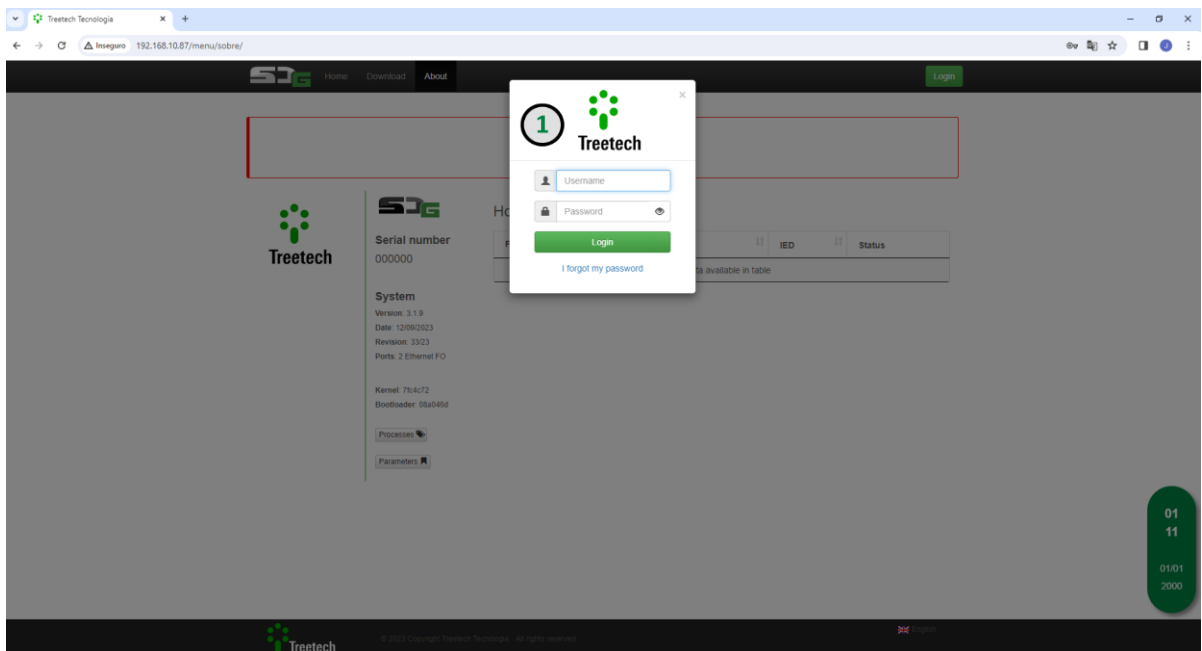 Treetech Tecnologia
Inseguro 192.168.10.87/menu/sobre/
SDG Home Download About Login
1
Treetech
Username
Password
Login
I forgot my password
Treetech
SDG
Serial number
000000
System
Version: 3.1.9
Date: 12/09/2023
Revision: 33/23
Ports: 2 Ethernet FO
Kernel: 7fc4c72
Bootloader: 08a046d
Processes
Parameters
IED Status
available in table
01
11
01/01
2000
Treetech
© 2023 Copyright Treetech Tecnologia. All rights reserved.
English